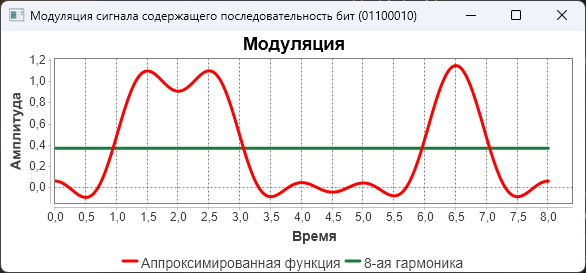 Модуляция сигнала содержащего последовательность бит (01100010)
Модуляция
1,2
1,0
0,8
0,6
0,4
0,2
0,0
Амплитуда
0,0 0,5 1,0 1,5 2,0 2,5 3,0 3,5 4,0 4,5 5,0 5,5 6,0 6,5 7,0 7,5 8,0
Время
Аппроксимированная функция 8-ая гармоника